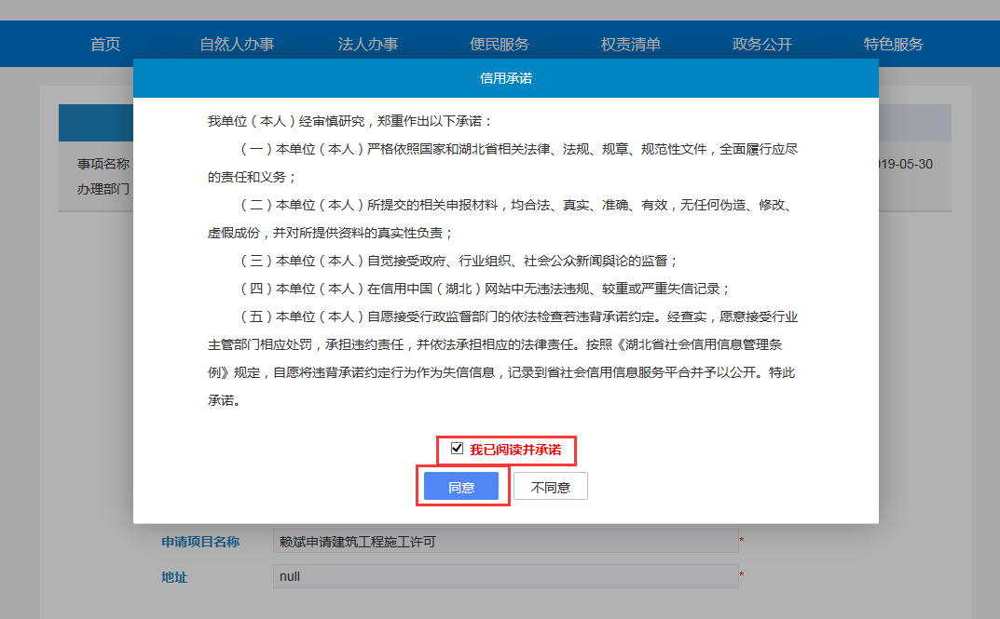 首页 自然人办事 法人办事 便民服务 权责清单 政务公开 特色服务
信用承诺
我单位（本人）经审慎研究，郑重作出以下承诺：
（一）本单位（本人）严格依照国家和湖北省相关法律、法规、规章、规范性文件，全面履行应尽
的责任和义务；
（二）本单位（本人）所提交的相关申报材料，均合法、真实、准确、有效，无任何伪造、修改、
虚假成份，并对所提供资料的真实性负责；
（三）本单位（本人）自觉接受政府、行业组织、社会公众新闻舆论的监督；
（四）本单位（本人）在信用中国（湖北）网站中无违法违规、较重或严重失信记录；
（五）本单位（本人）自愿接受行政监督部门的依法检查若违背承诺约定。经查实，愿意接受行业
主管部门相应处罚，承担违约责任，并依法承担相应的法律责任。按照《湖北省社会信用信息管理条
例》规定，自愿将违背承诺约定行为作为失信信息，记录到省社会信用信息服务平合并予以公开。特此
承诺。
事项名称
19-05-30
办理部门
我已阅读并承诺
同意 不同意
申请项目名称 赖斌申请建筑工程施工许可 *
地址 null *